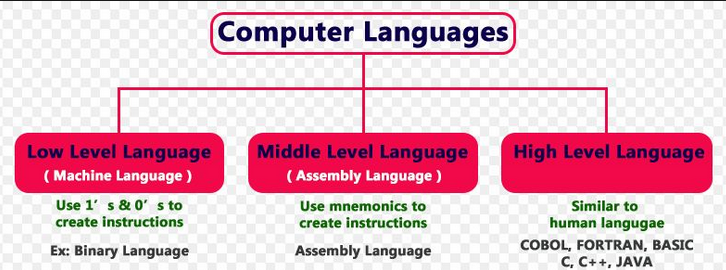 Computer Languages
Low Level Language
( Machine Language )
Use 1's & 0's to
create instructions
Ex: Binary Language
Middle Level Language
( Assembly Language )
Use mnemonics to
create instructions
Assembly Language
High Level Language
Similar to
human langugae
COBOL, FORTRAN, BASIC
C, C++, JAVA